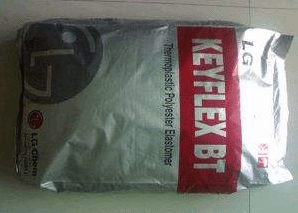 LG
KEYFLEX BT
Thermoplastic Polyester Elastomer
LG Chem